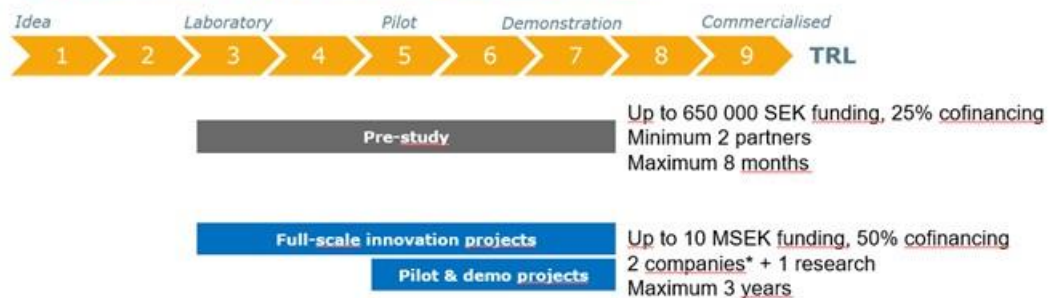 Idea Laboratory Pilot Demonstration Commercialised
1 2 3 4 5 6 7 8 9 TRL
Pre-study
Up to 650 000 SEK funding, 25% cofinancing
Minimum 2 partners
Maximum 8 months
Full-scale innovation projects
Pilot & demo projects
Up to 10 MSEK funding, 50% cofinancing
2 companies* + 1 research
Maximum 3 years